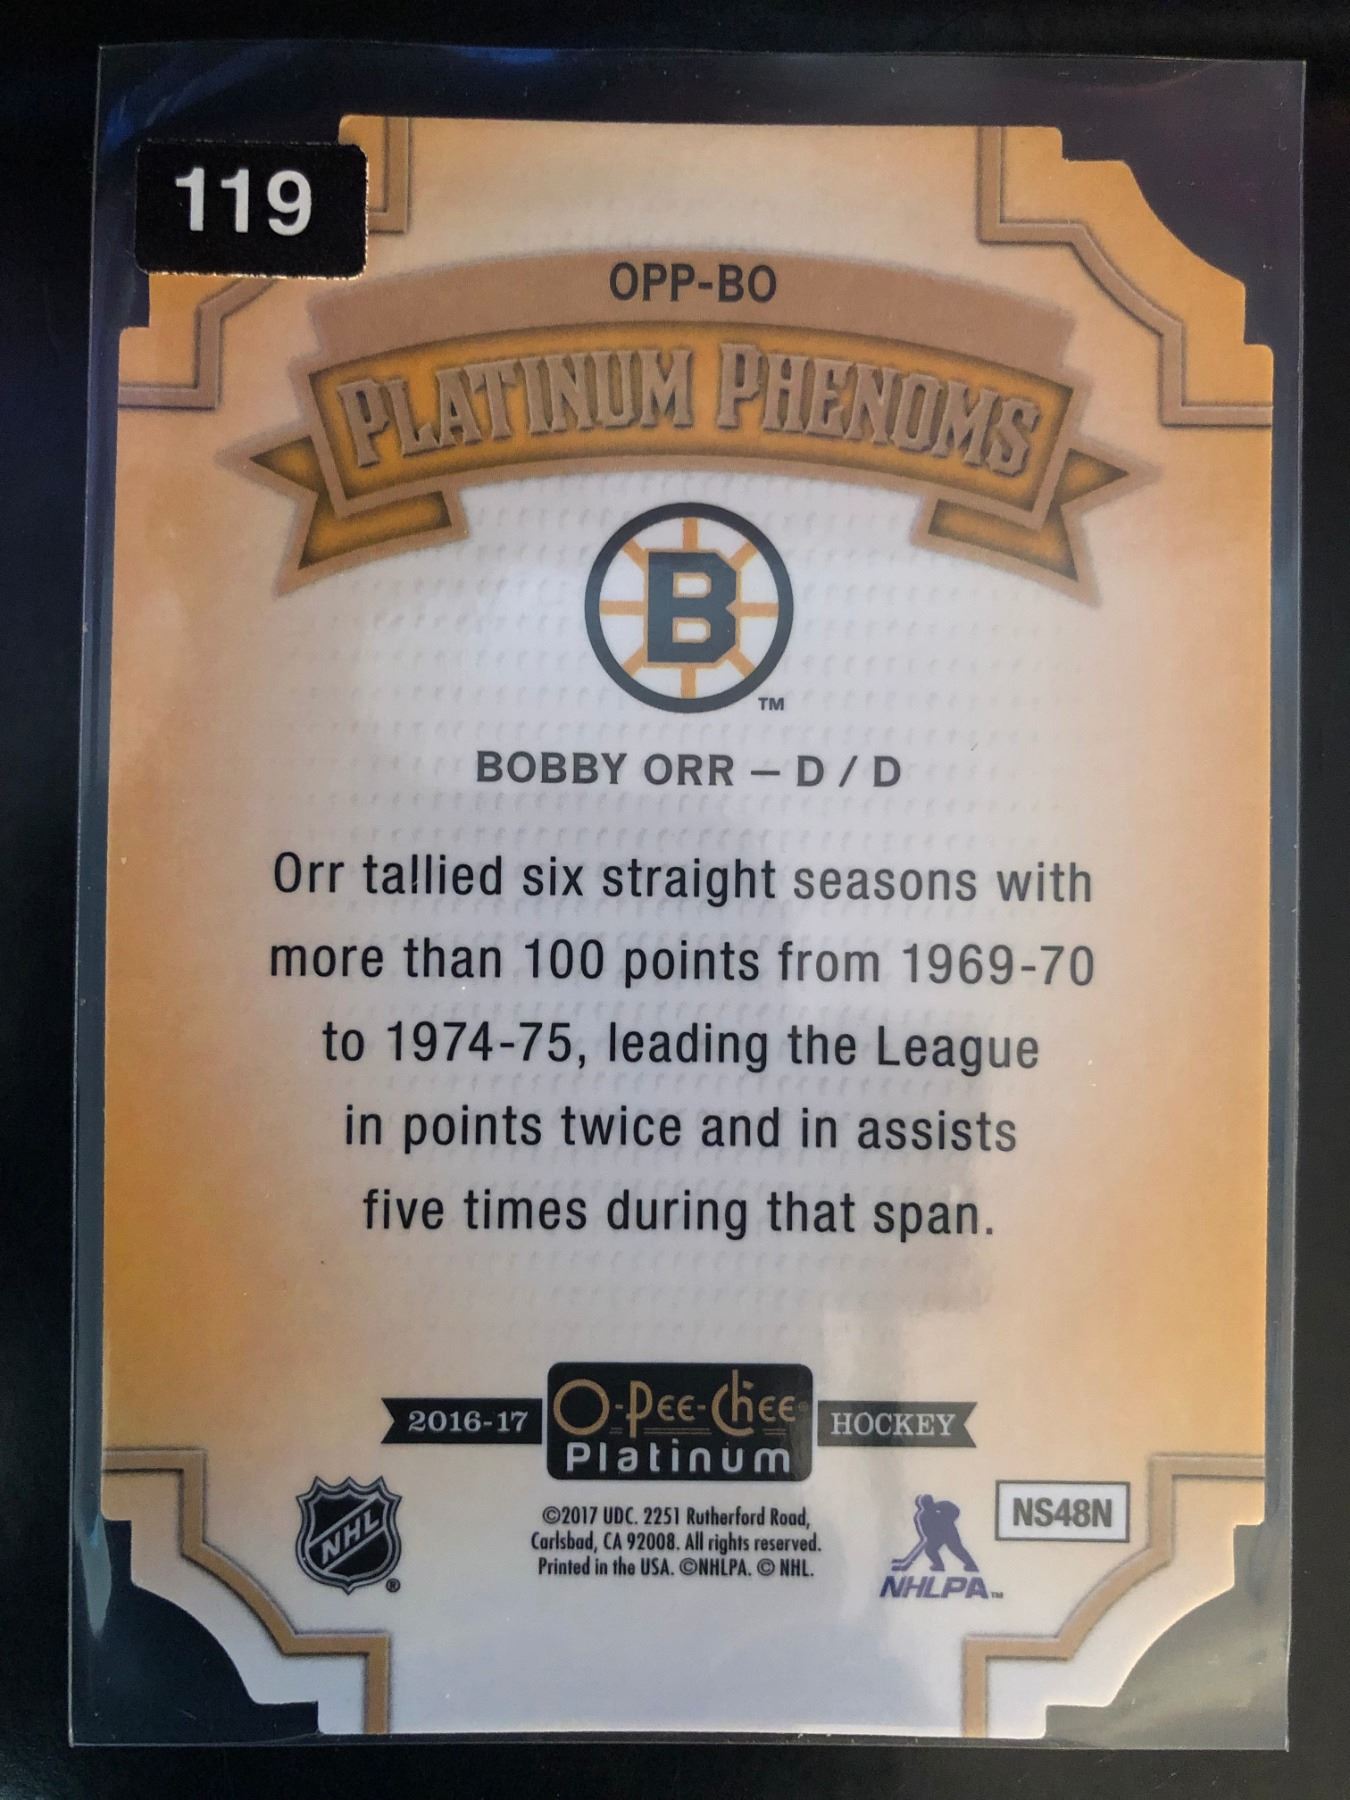 119
OPP-BO
PLATINUM PHENOMS
B
TM
BOBBY ORR – D / D
Orr tallied six straight seasons with
more than 100 points from 1969-70
to 1974-75, leading the League
in points twice and in assists
five times during that span.
2016-17 O-Pee-Chee® HOCKEY
Platinum
©2017 UDC. 2251 Rutherford Road,
Carlsbad, CA 92008. All rights reserved.
Printed in the USA. ©NHLPA. © NHL.
NHL ®
NHLPA™
NS48N